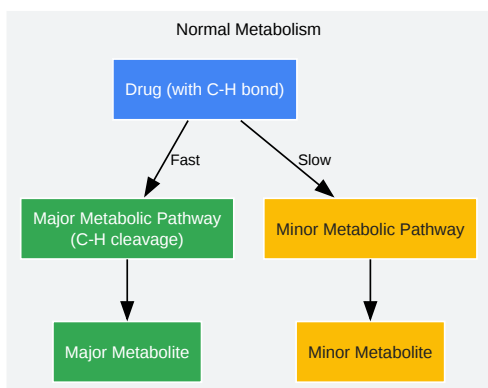 Normal Metabolism
Drug (with C-H bond)
Fast
Slow
Major Metabolic Pathway
(C-H cleavage)
Minor Metabolic Pathway
Major Metabolite
Minor Metabolite